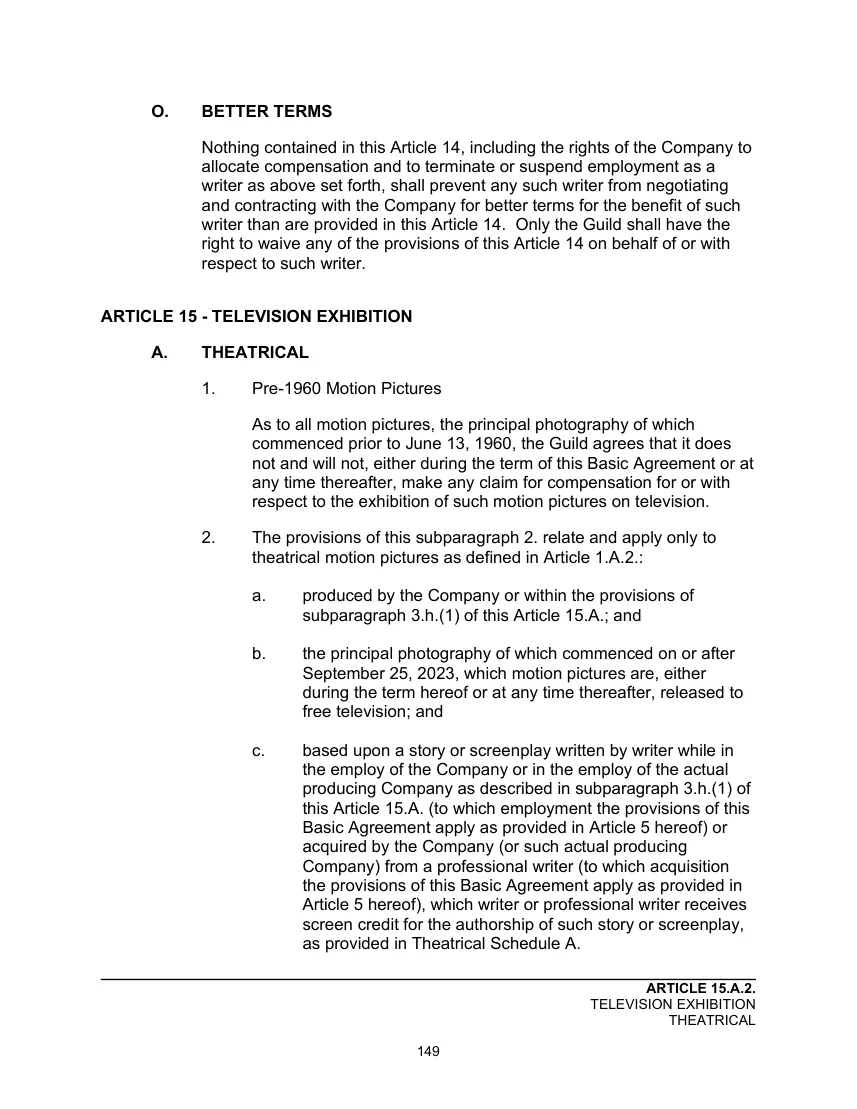 O. BETTER TERMS
Nothing contained in this Article 14, including the rights of the Company to
allocate compensation and to terminate or suspend employment as a
writer as above set forth, shall prevent any such writer from negotiating
and contracting with the Company for better terms for the benefit of such
writer than are provided in this Article 14.  Only the Guild shall have the
right to waive any of the provisions of this Article 14 on behalf of or with
respect to such writer.
ARTICLE 15 - TELEVISION EXHIBITION
A. THEATRICAL
1. Pre-1960 Motion Pictures
As to all motion pictures, the principal photography of which
commenced prior to June 13, 1960, the Guild agrees that it does
not and will not, either during the term of this Basic Agreement or at
any time thereafter, make any claim for compensation for or with
respect to the exhibition of such motion pictures on television.
2. The provisions of this subparagraph 2. relate and apply only to
theatrical motion pictures as defined in Article 1.A.2.:
a. produced by the Company or within the provisions of
subparagraph 3.h.(1) of this Article 15.A.; and
b. the principal photography of which commenced on or after
September 25, 2023, which motion pictures are, either
during the term hereof or at any time thereafter, released to
free television; and
c. based upon a story or screenplay written by writer while in
the employ of the Company or in the employ of the actual
producing Company as described in subparagraph 3.h.(1) of
this Article 15.A. (to which employment the provisions of this
Basic Agreement apply as provided in Article 5 hereof) or
acquired by the Company (or such actual producing
Company) from a professional writer (to which acquisition
the provisions of this Basic Agreement apply as provided in
Article 5 hereof), which writer or professional writer receives
screen credit for the authorship of such story or screenplay,
as provided in Theatrical Schedule A.
ARTICLE 15.A.2.
TELEVISION EXHIBITION
THEATRICAL
149